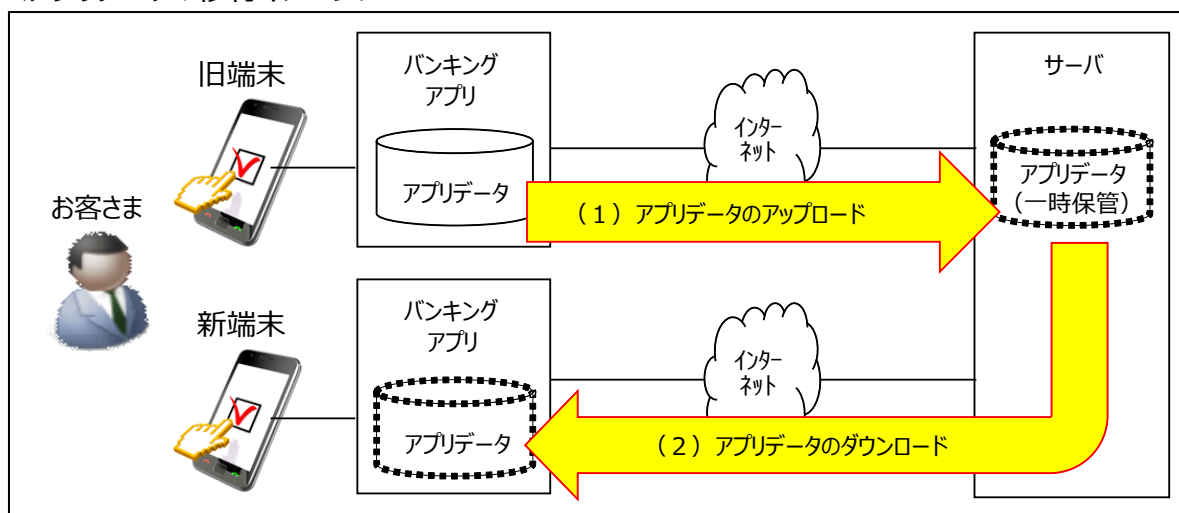 旧端末
バンキング
アプリ
サーバ
インター
ネット
アプリデータ
アプリデータ
(一時保管)
(1)アプリデータのアップロード
お客さま
新端末
バンキング
アプリ
インター
ネット
アプリデータ
(2)アプリデータのダウンロード